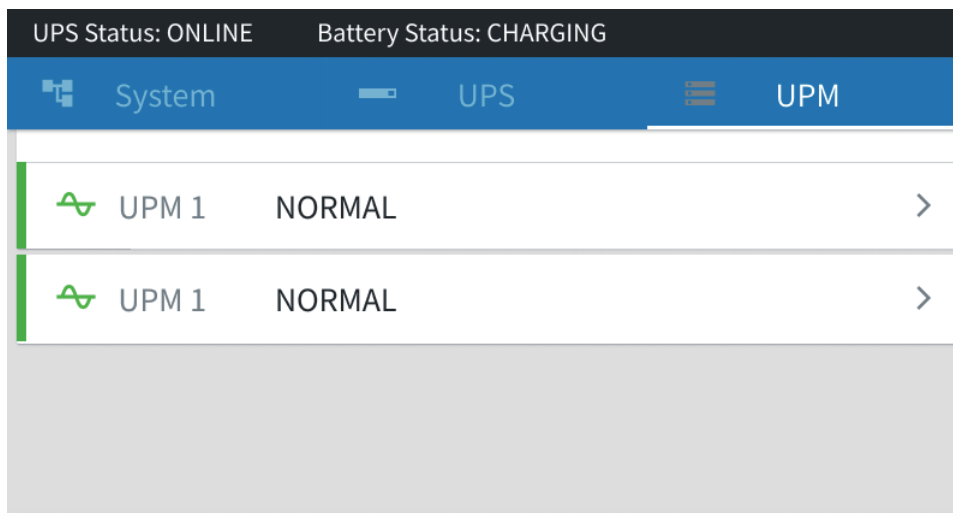 UPS Status: ONLINE Battery Status: CHARGING
System UPS UPM
UPM 1 NORMAL
UPM 1 NORMAL